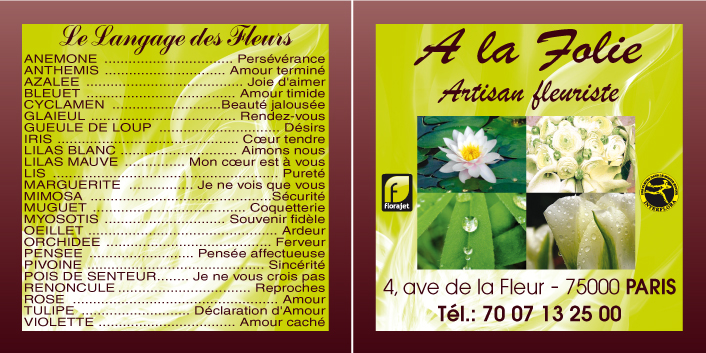 Le Langage des Fleurs
ANEMONE ........................... Persévérance
ANTHEMIS ......................... Amour terminé
AZALEE .................................. Joie d'aimer
BLEUET ................................ Amour timide
CYCLAMEN ........................ Beauté jalousée
GLAIEUL ................................ Rendez-vous
GUEULE DE LOUP ......................... Désirs
IRIS ....................................... Cœur tendre
LILAS BLANC ......................... Aimons nous
LILAS MAUVE ............. Mon cœur est à vous
LIS ................................................ Pureté
MARGUERITE ............. Je ne vois que vous
MIMOSA ........................................ Sécurité
MUGUET ................................. Coquetterie
MYOSOTIS .......................... Souvenir fidèle
OEILLET ......................................... Ardeur
ORCHIDEE ................................... Ferveur
PENSEE ...................... Pensée affectueuse
PIVOINE ....................................... Sincérité
POIS DE SENTEUR....... Je ne vous crois pas
RENONCULE ............................ Reproches
ROSE ............................................ Amour
TULIPE ....................... Déclaration d'Amour
VIOLETTE ............................. Amour caché
A la Folie
Artisan fleuriste
florajet
INTERFLORA
4, ave de la Fleur - 75000 PARIS
Tél.: 70 07 13 25 00